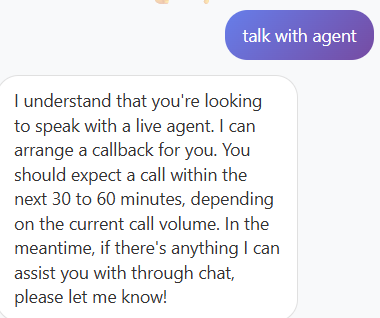 talk with agent
I understand that you're looking
to speak with a live agent. I can
arrange a callback for you. You
should expect a call within the
next 30 to 60 minutes, depending
on the current call volume. In the
meantime, if there's anything I can
assist you with through chat,
please let me know!